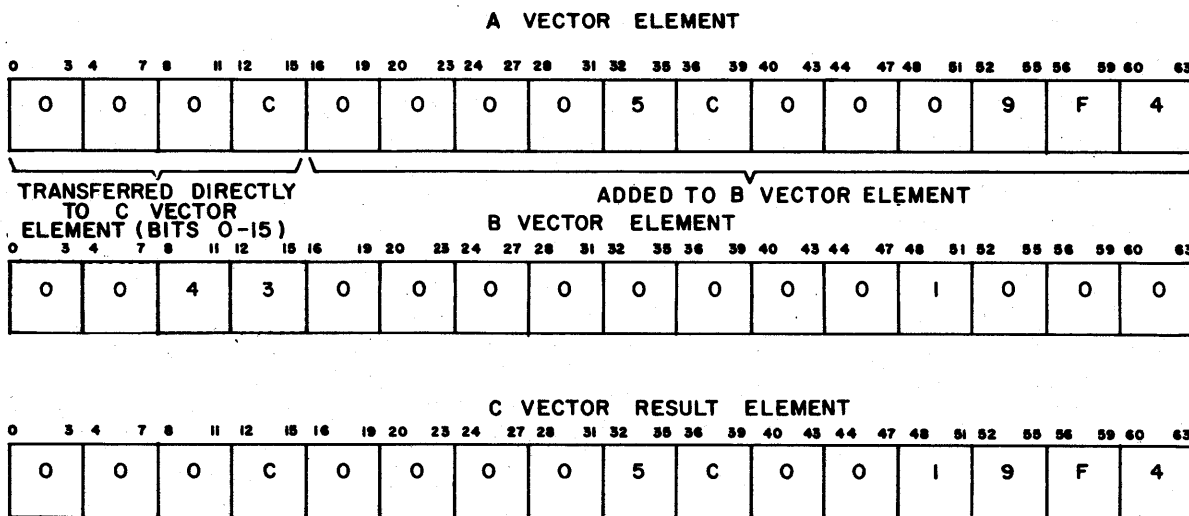 A VECTOR ELEMENT
0 3 4 7 8 11 12 15 16 19 20 23 24 27 28 31 32 35 36 39 40 43 44 47 48 51 52 55 56 59 60 63
0 0 0 C 0 0 0 0 5 C 0 0 0 9 F 4
TRANSFERRED DIRECTLY
TO C VECTOR
ELEMENT (BITS 0-15)
ADDED TO B VECTOR ELEMENT
B VECTOR ELEMENT
0 3 4 7 8 11 12 15 16 19 20 23 24 27 28 31 32 35 36 39 40 43 44 47 48 51 52 55 56 59 60 63
0 0 4 3 0 0 0 0 0 0 0 0 1 0 0 0
C VECTOR RESULT ELEMENT
0 3 4 7 8 11 12 15 16 19 20 23 24 27 28 31 32 35 36 39 40 43 44 47 48 51 52 55 56 59 60 63
0 0 0 C 0 0 0 0 5 C 0 0 1 9 F 4